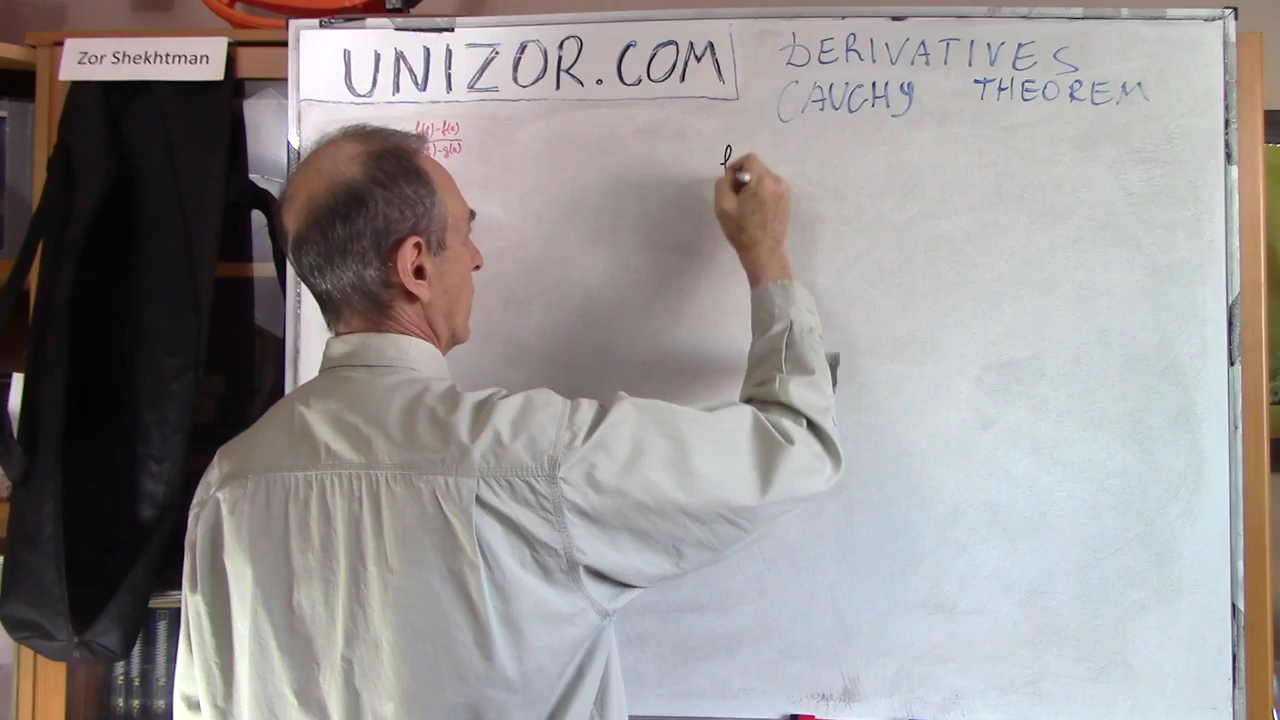 Zor Shekhtman
UNIZOR.COM
DERIVATIVES
CAUCHY THEOREM
-f(a)
-g(a)
f